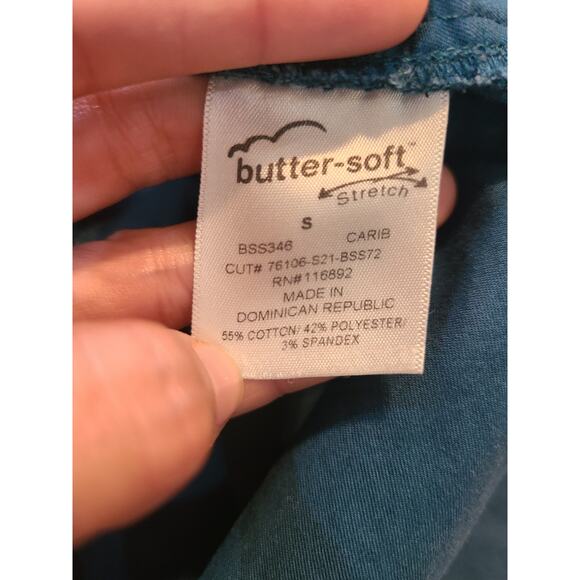 butter-soft™
Stretch
S
BSS346 CARIB
CUT# 76106-S21-BSS72
RN#116892
MADE IN
DOMINICAN REPUBLIC
55% COTTON/ 42% POLYESTER/
3% SPANDEX